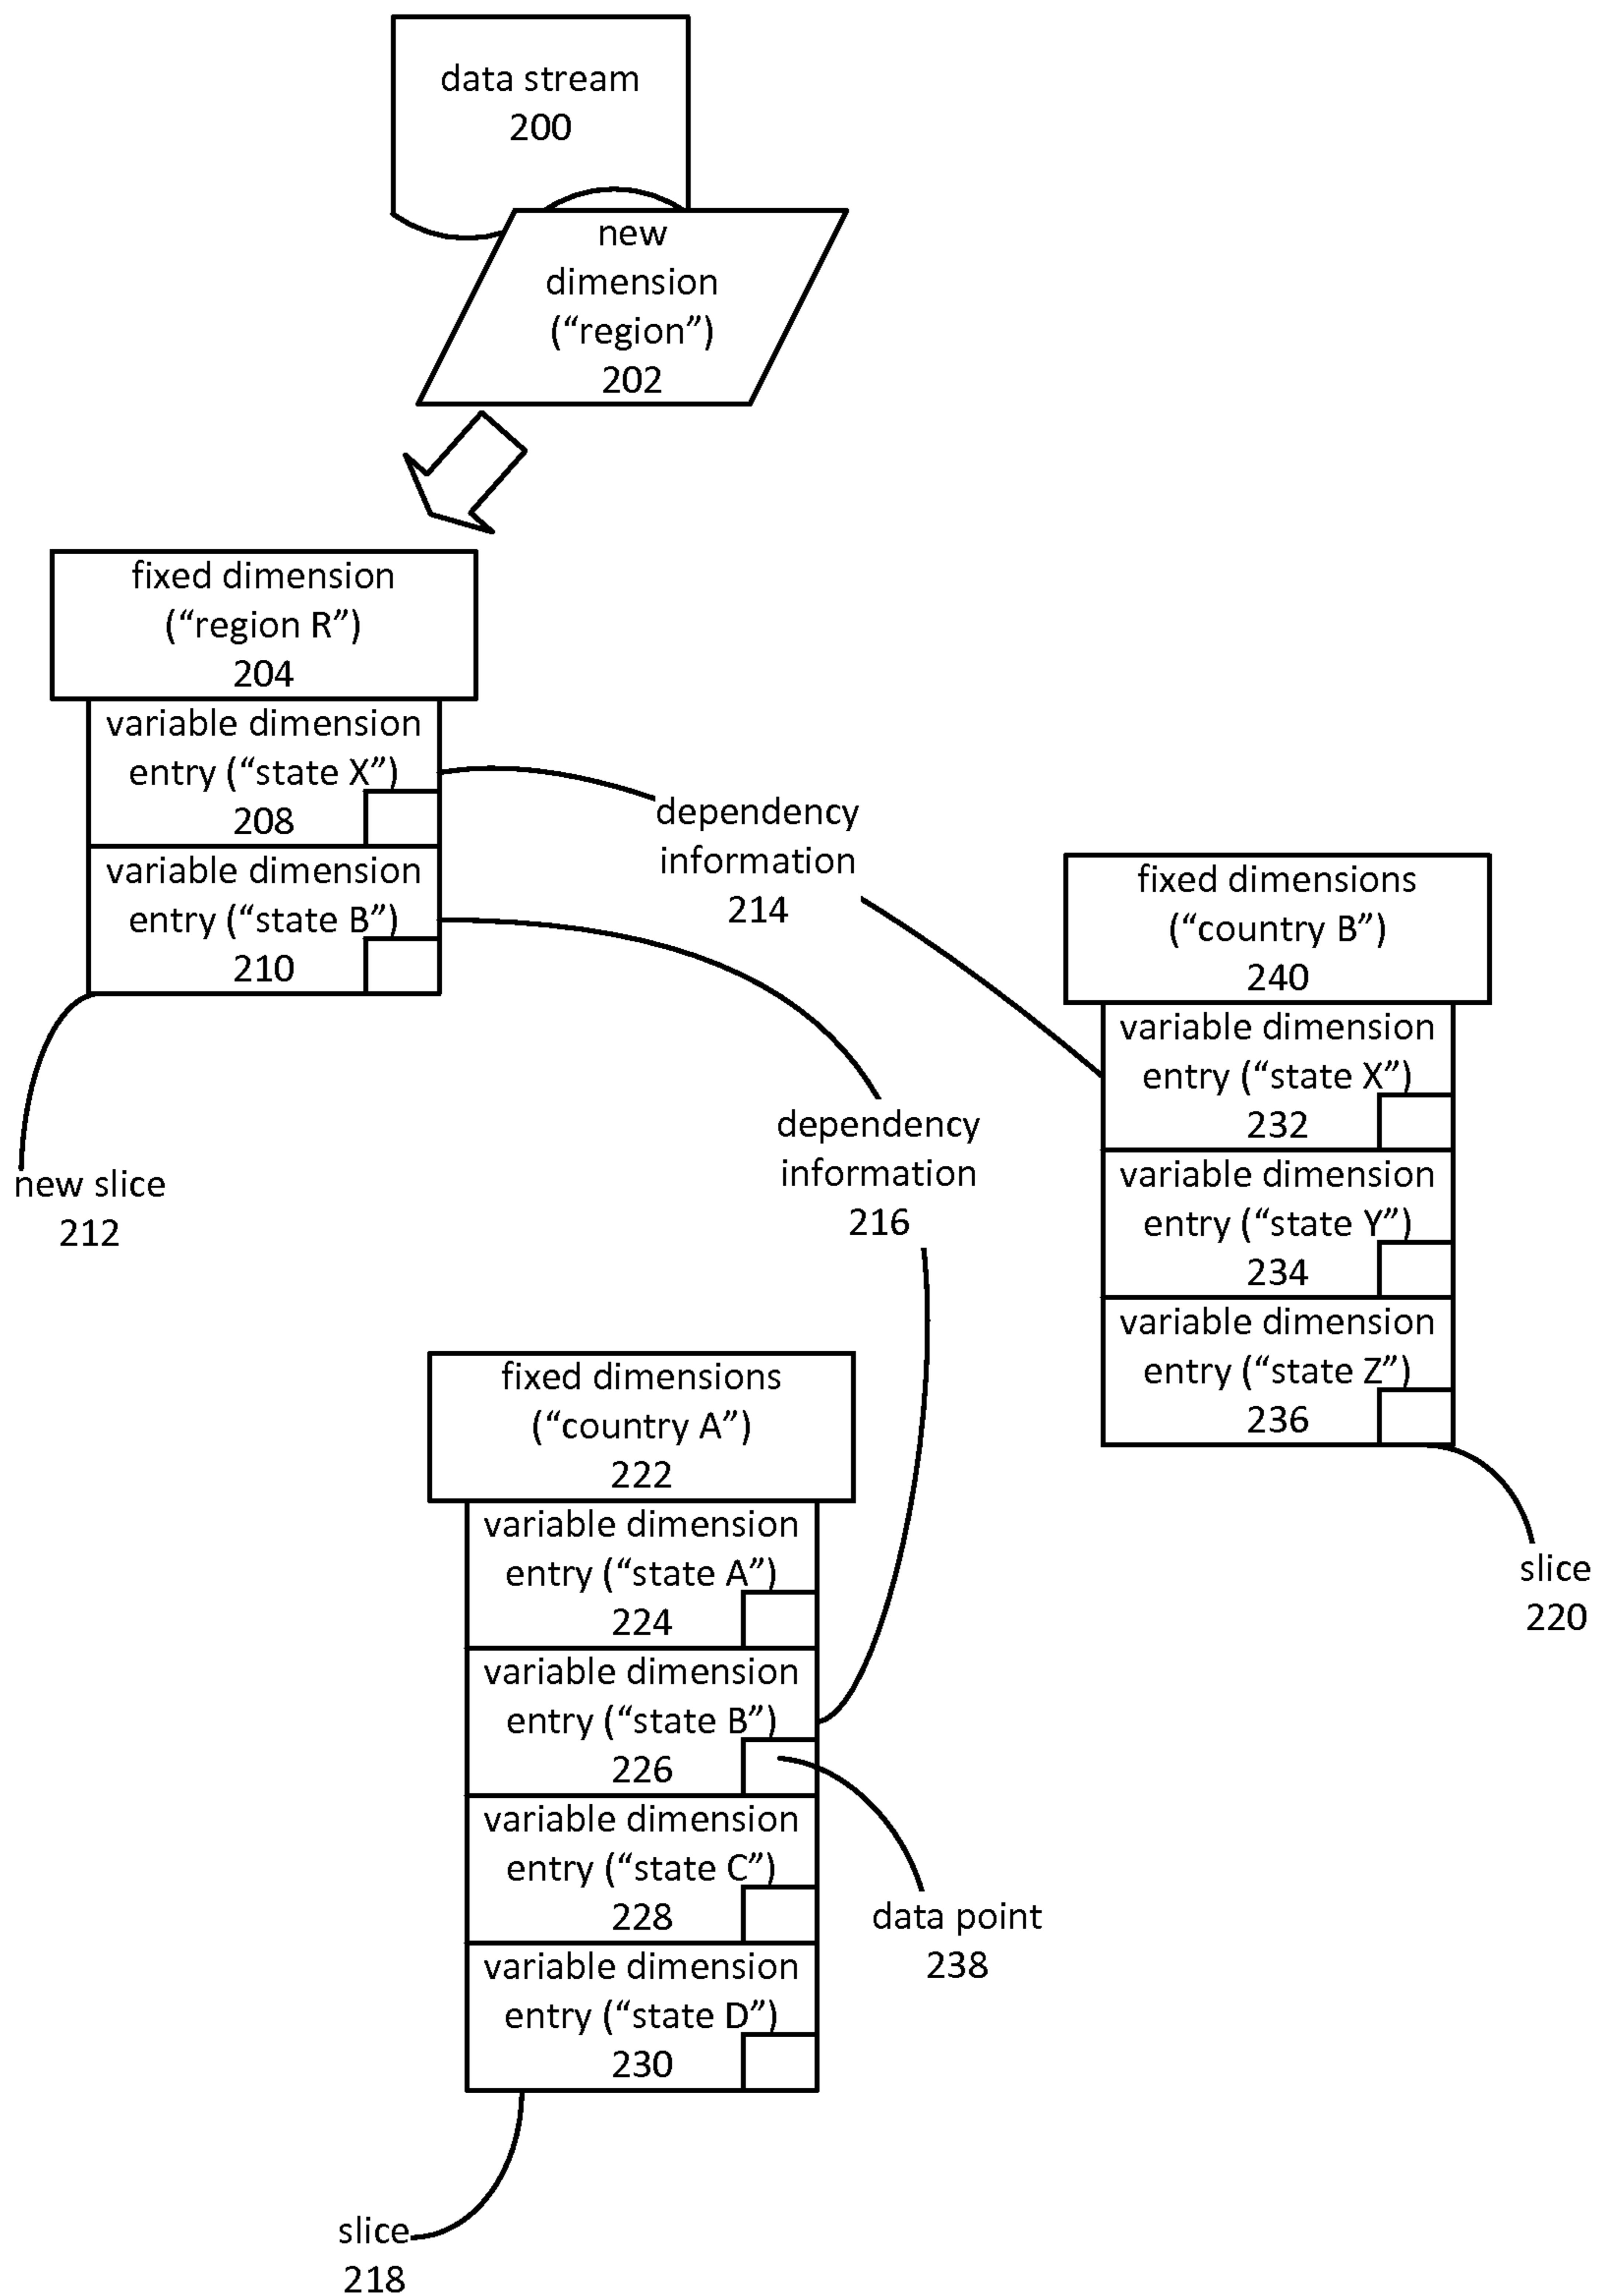 data stream
200
new
dimension
(“region”)
202
fixed dimension
(“region R”)
204
variable dimension
entry (“state X”)
208
variable dimension
entry (“state B”)
210
new slice
212
dependency
information
214
dependency
information
216
fixed dimensions
(“country B”)
240
variable dimension
entry (“state X”)
232
variable dimension
entry (“state Y”)
234
variable dimension
entry (“state Z”)
236
slice
220
fixed dimensions
(“country A”)
222
variable dimension
entry (“state A”)
224
variable dimension
entry (“state B”)
226
variable dimension
entry (“state C”)
228
variable dimension
entry (“state D”)
230
data point
238
slice
218